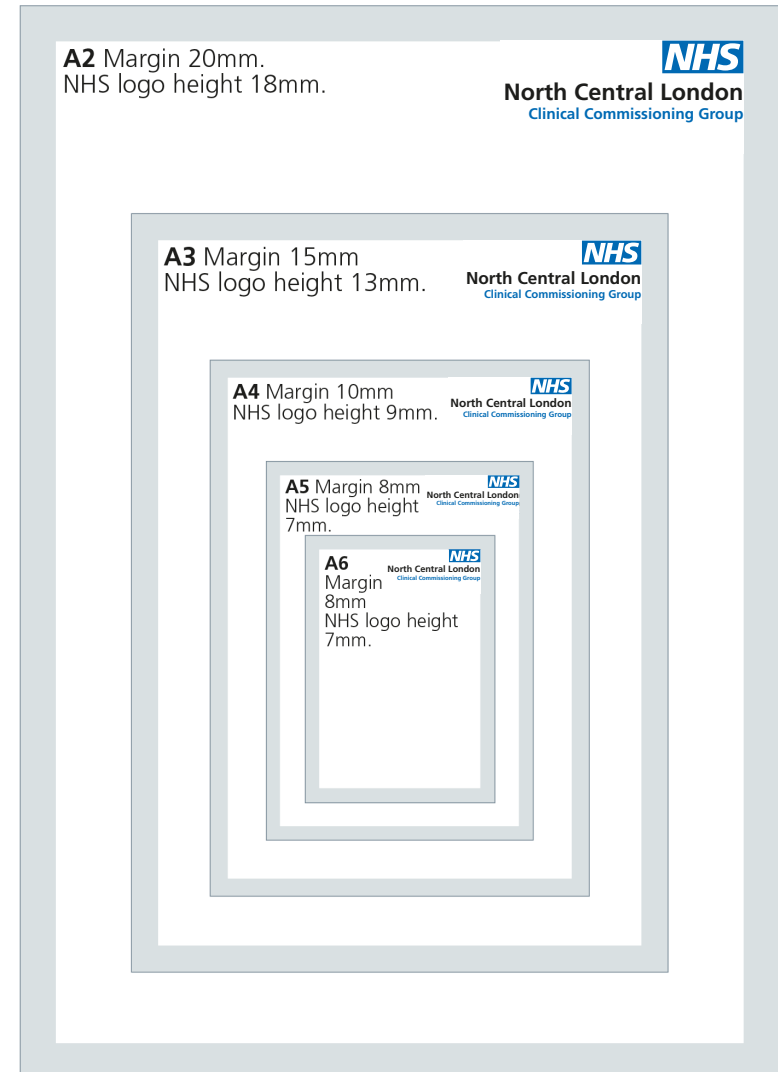 A2 Margin 20mm.
NHS logo height 18mm.
NHS
North Central London
Clinical Commissioning Group
A3 Margin 15mm
NHS logo height 13mm.
NHS
North Central London
Clinical Commissioning Group
A4 Margin 10mm
NHS logo height 9mm.
NHS
North Central London
Clinical Commissioning Group
A5 Margin 8mm
NHS logo height
7mm.
NHS
North Central London
Clinical Commissioning Group
A6
Margin
8mm
NHS logo height
7mm.
NHS
North Central London
Clinical Commissioning Group